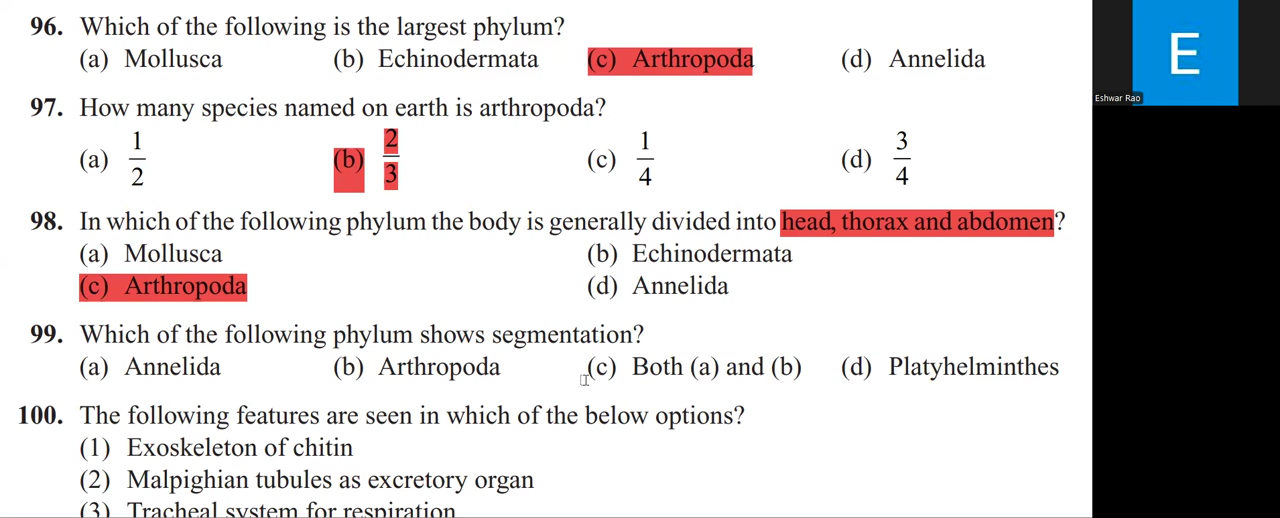 96. Which of the following is the largest phylum?
(a) Mollusca (b) Echinodermata (c) Arthropoda (d) Annelida
97. How many species named on earth is arthropoda?
(a) 1/2 (b) 2/3 (c) 1/4 (d) 3/4
98. In which of the following phylum the body is generally divided into head, thorax and abdomen?
(a) Mollusca (b) Echinodermata
(c) Arthropoda (d) Annelida
99. Which of the following phylum shows segmentation?
(a) Annelida (b) Arthropoda (c) Both (a) and (b) (d) Platyhelminthes
100. The following features are seen in which of the below options?
(1) Exoskeleton of chitin
(2) Malpighian tubules as excretory organ
(3) Tracheal system for respiration
E
Eshwar Rao